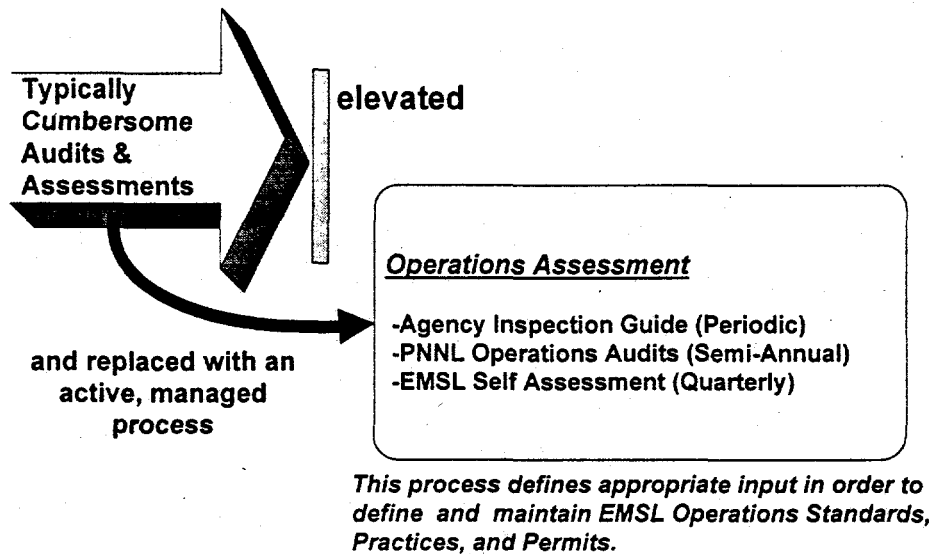 Typically
Cumbersome
Audits &
Assessments
elevated
and replaced with an
active, managed
process
Operations Assessment
-Agency Inspection Guide (Periodic)
-PNNL Operations Audits (Semi-Annual)
-EMSL Self Assessment (Quarterly)
This process defines appropriate input in order to
define and maintain EMSL Operations Standards,
Practices, and Permits.